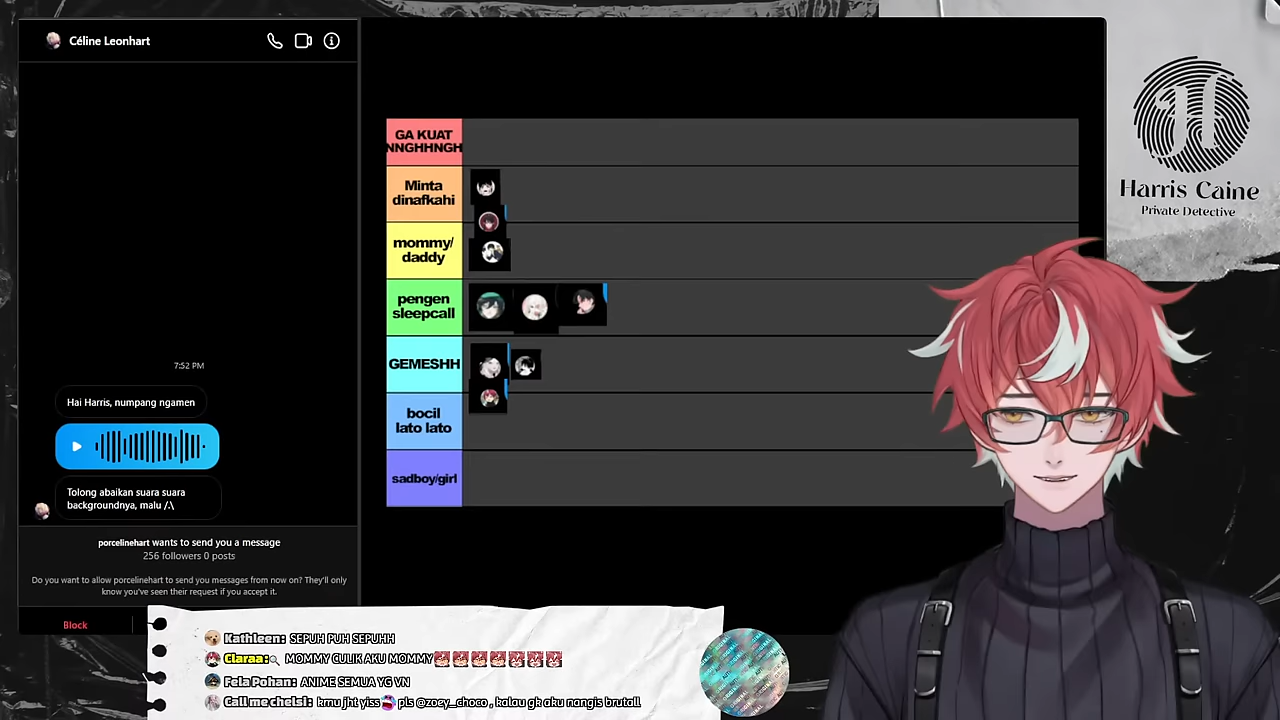 Céline Leonhart
7:52 PM
Hai Harris, numpang ngamen
Tolong abaikan suara suara
backgroundnya, malu /.\
porcelinehart wants to send you a message
256 followers 0 posts
Do you want to allow porcelinehart to send you messages from now on? They'll only
know you've seen their request if you accept it.
Block
GA KUAT
NNGHHNGH
Minta
dinafkahi
mommy/
daddy
pengen
sleepcall
GEMESHH
bocil
lato lato
sadboy/girl
Harris Caine
Private Detective
Kathleen: SEPUH PUH SEPUHH
Claraa: MOMMY CULIK AKU MOMMY
Fela Pohan: ANIME SEMUA YG VN
Call me chelsi: kmu jht yiss pls @zoey_choco, kalau gk aku nangis brutall